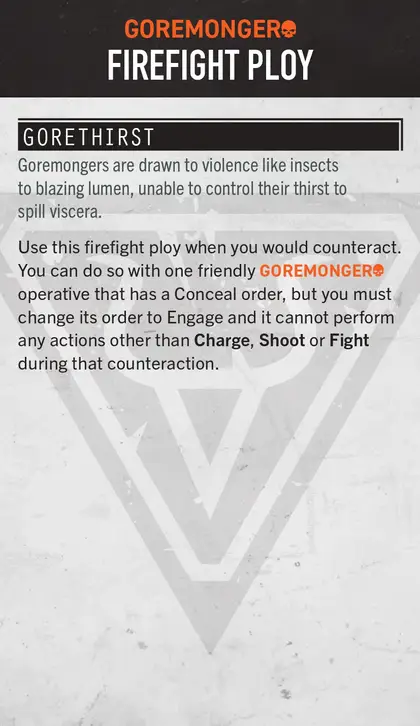 GOREMONGER
FIREFIGHT PLOY
GORETHIRST
Goremongers are drawn to violence like insects
to blazing lumen, unable to control their thirst to
spill viscera.
Use this firefight ploy when you would counteract.
You can do so with one friendly GOREMONGER
operative that has a Conceal order, but you must
change its order to Engage and it cannot perform
any actions other than Charge, Shoot or Fight
during that counteraction.